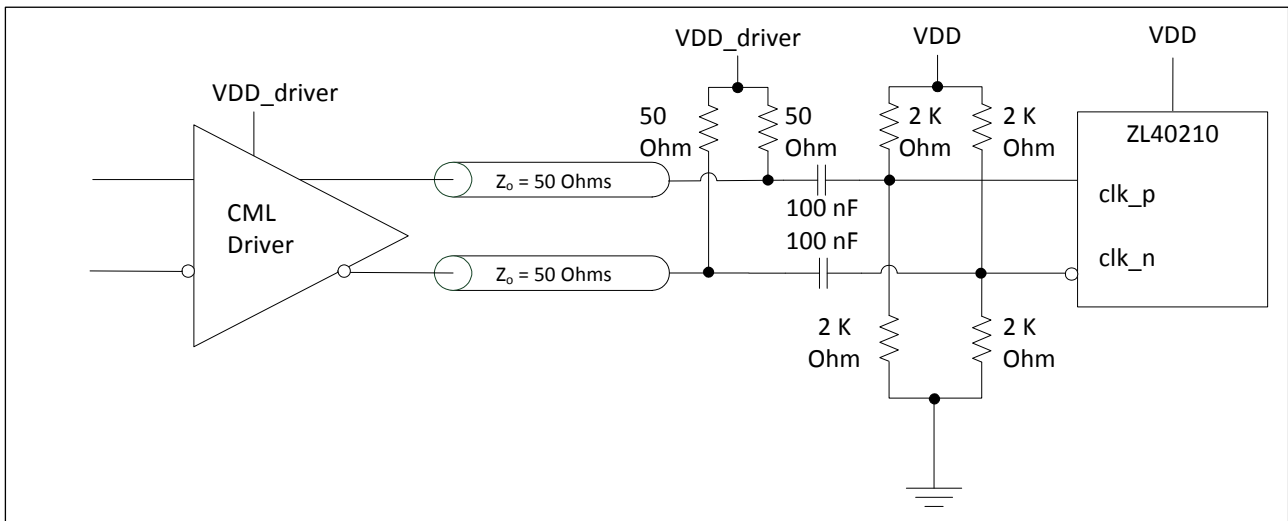 VDD_driver
VDD
VDD
VDD_driver
50
Ohm
50
Ohm
2 K
Ohm
2 K
Ohm
ZL40210
Zₒ = 50 Ohms
CML
Driver
100 nF
100 nF
clk_p
clk_n
Zₒ = 50 Ohms
2 K
Ohm
2 K
Ohm